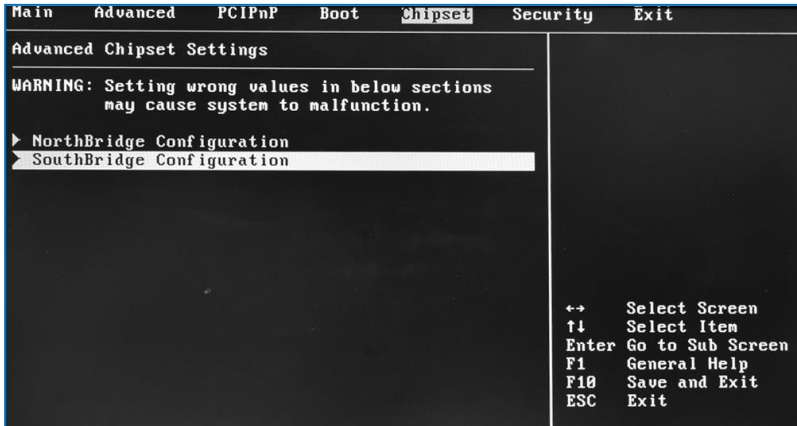 Main Advanced PCIPnP Boot Chipset Security Exit
Advanced Chipset Settings
WARNING: Setting wrong values in below sections
may cause system to malfunction.
NorthBridge Configuration
SouthBridge Configuration
←→ Select Screen
↑↓ Select Item
Enter Go to Sub Screen
F1 General Help
F10 Save and Exit
ESC Exit